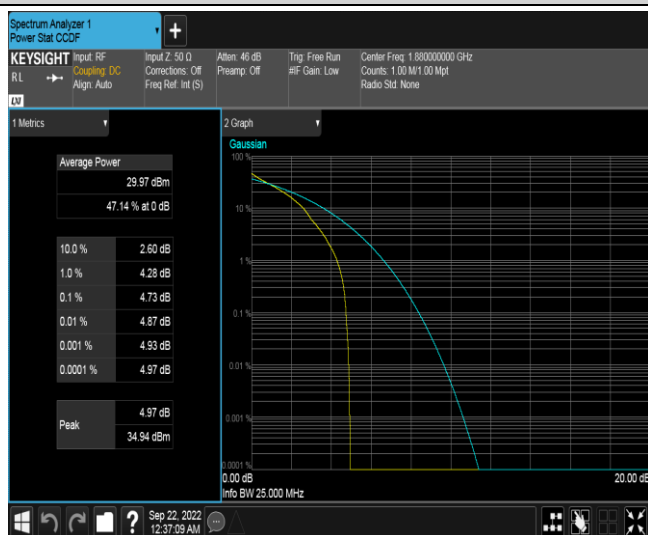 Spectrum Analyzer 1
Power Stat CCDF
KEYSIGHT
R L
LXI
Input: RF
Coupling: DC
Align: Auto
Input Z: 50 Ω
Corrections: Off
Freq Ref: Int (S)
Atten: 46 dB
Preamp: Off
Trig: Free Run
#IF Gain: Low
Center Freq: 1.880000000 GHz
Counts: 1.00 M/1.00 Mpt
Radio Std: None
1 Metrics
Average Power
29.97 dBm
47.14 % at 0 dB
10.0 % 2.60 dB
1.0 % 4.28 dB
0.1 % 4.73 dB
0.01 % 4.87 dB
0.001 % 4.93 dB
0.0001 % 4.97 dB
Peak
4.97 dB
34.94 dBm
2 Graph
Gaussian
100 %
10 %
1 %
0.1 %
0.01 %
0.001 %
0.0001 %
0.00 dB 20.00 dB
Info BW 25.000 MHz
?
Sep 22, 2022
12:37:09 AM